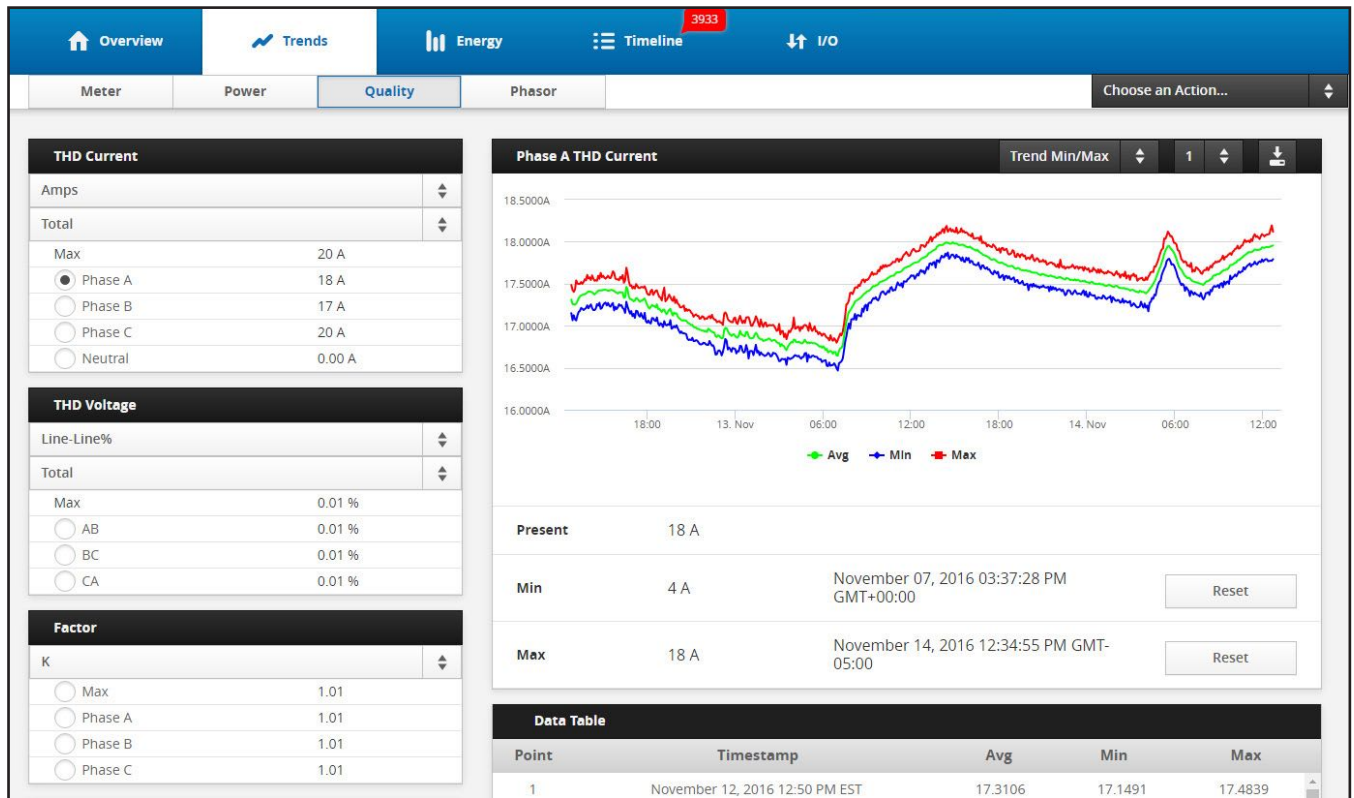 3933
Overview Trends Energy Timeline I/O
Meter Power Quality Phasor Choose an Action...
THD Current
Amps
Total
Max 20 A
Phase A 18 A
Phase B 17 A
Phase C 20 A
Neutral 0.00 A
THD Voltage
Line-Line%
Total
Max 0.01 %
AB 0.01 %
BC 0.01 %
CA 0.01 %
Factor
K
Max 1.01
Phase A 1.01
Phase B 1.01
Phase C 1.01
Phase A THD Current Trend Min/Max 1
18.5000A
18.0000A
17.5000A
17.0000A
16.5000A
16.0000A
18:00 13. Nov 06:00 12:00 18:00 14. Nov 06:00 12:00
Avg Min Max
Present 18 A
Min 4 A November 07, 2016 03:37:28 PM
GMT+00:00 Reset
Max 18 A November 14, 2016 12:34:55 PM GMT-
05:00 Reset
Data Table
Point Timestamp Avg Min Max
1 November 12, 2016 12:50 PM EST 17.3106 17.1491 17.4839